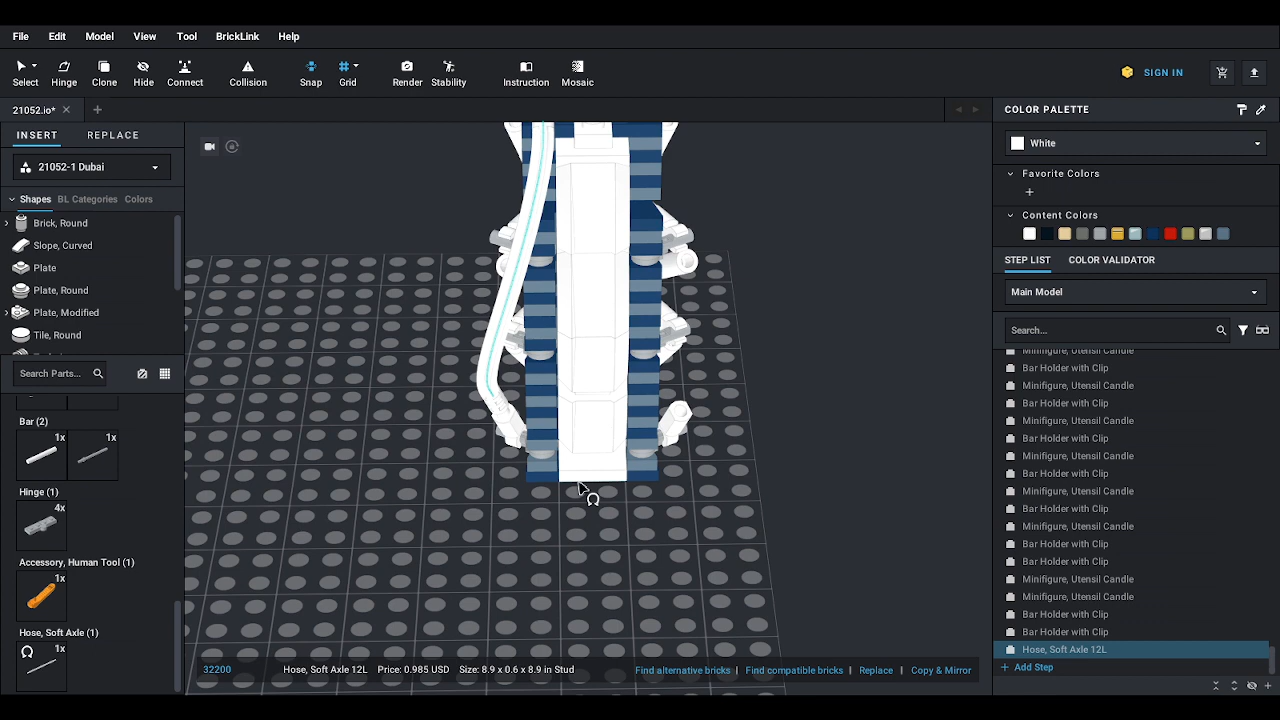 File Edit Model View Tool BrickLink Help
Select Hinge Clone Hide Connect Collision Snap Grid Render Stability Instruction Mosaic
SIGN IN
21052.io*
INSERT REPLACE
21052-1 Dubai
Shapes BL Categories Colors
Brick, Round
Slope, Curved
Plate
Plate, Round
Plate, Modified
Tile, Round
Search Parts...
Bar (2)
1x 1x
Hinge (1)
4x
Accessory, Human Tool (1)
1x
Hose, Soft Axle (1)
1x
32200 Hose, Soft Axle 12L Price: 0.985 USD Size: 8.9 x 0.6 x 8.9 in Stud Find alternative bricks | Find compatible bricks | Replace | Copy & Mirror
COLOR PALETTE
White
Favorite Colors
Content Colors
STEP LIST COLOR VALIDATOR
Main Model
Search...
Minifigure, Utensil Candle
Bar Holder with Clip
Minifigure, Utensil Candle
Bar Holder with Clip
Minifigure, Utensil Candle
Bar Holder with Clip
Minifigure, Utensil Candle
Bar Holder with Clip
Minifigure, Utensil Candle
Bar Holder with Clip
Minifigure, Utensil Candle
Bar Holder with Clip
Bar Holder with Clip
Minifigure, Utensil Candle
Minifigure, Utensil Candle
Bar Holder with Clip
Bar Holder with Clip
Hose, Soft Axle 12L
+ Add Step